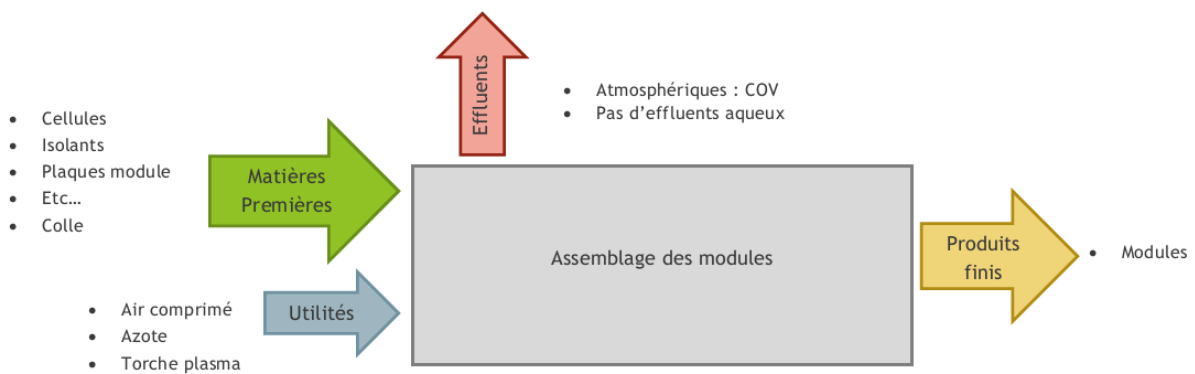 Effluents
• Atmosphériques : COV
• Pas d’effluents aqueux
• Cellules
• Isolants
• Plaques module
• Etc…
• Colle
Matières
Premières
Assemblage des modules
Produits
finis
• Modules
Utilités
• Air comprimé
• Azote
• Torche plasma